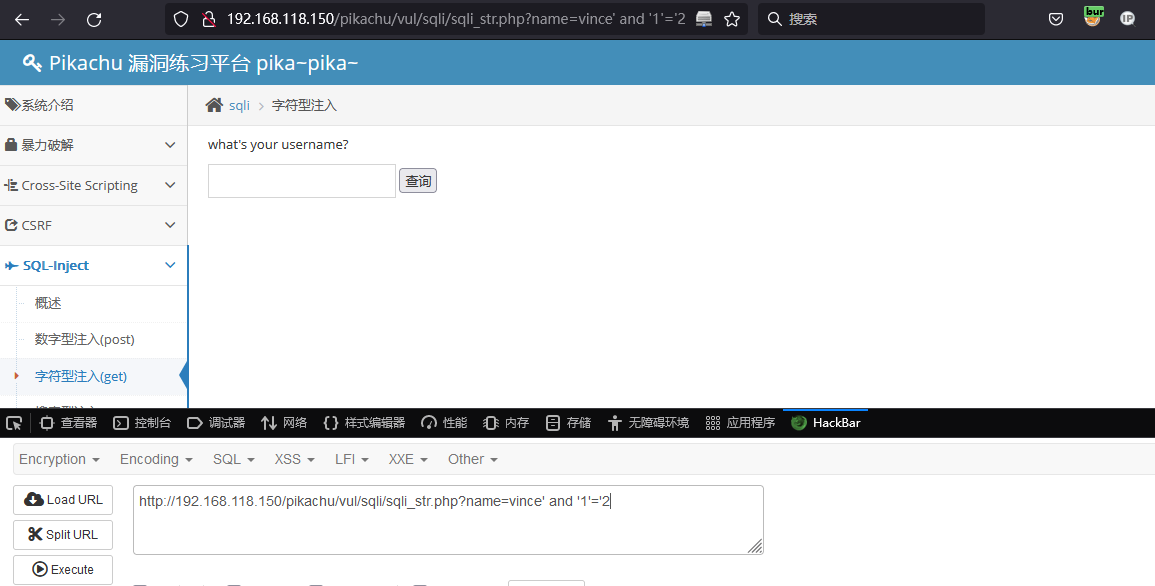 192.168.118.150/pikachu/vul/sqli/sqli_str.php?name=vince' and '1'='2
搜索
bur
IP
Pikachu 漏洞练习平台 pika~pika~
系统介绍
sqli > 字符型注入
what's your username?
暴力破解
查询
Cross-Site Scripting
CSRF
SQL-Inject
概述
数字型注入(post)
字符型注入(get)
查看器 控制台 调试器 网络 样式编辑器 性能 内存 存储 无障碍环境 应用程序 HackBar
Encryption Encoding SQL XSS LFI XXE Other
Load URL
http://192.168.118.150/pikachu/vul/sqli/sqli_str.php?name=vince' and '1'='2
Split URL
Execute